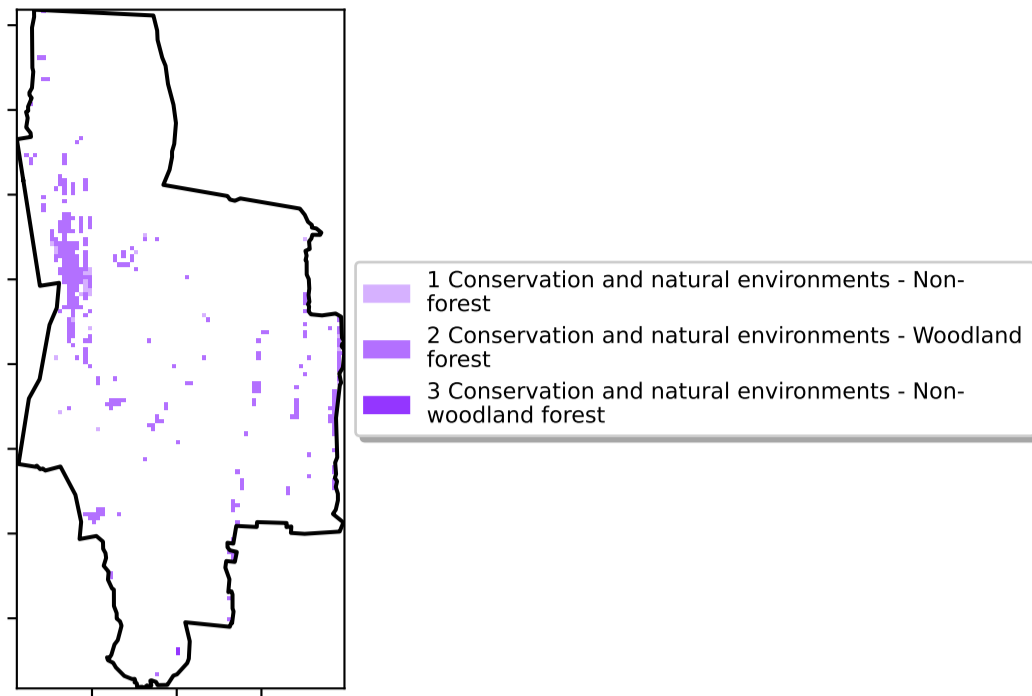 1 Conservation and natural environments - Non-
forest
2 Conservation and natural environments - Woodland
forest
3 Conservation and natural environments - Non-
woodland forest